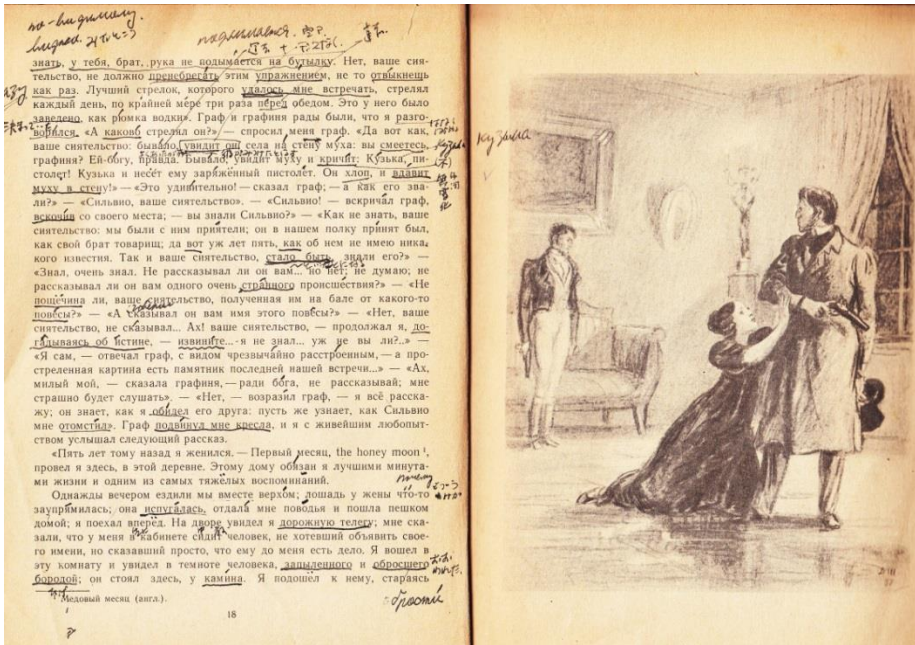 по-видимому.
знать, у тебя, брат, рука не подымается на бутылку. Нет, ваше сия-
тельство, не должно пренебрегать этим упражнением, не то отвыкнешь
как раз. Лучший стрелок, которого удалось мне встречать, стрелял
каждый день, по крайней мере три раза перед обедом. Это у него было
заведено, как рюмка водки». Граф и графиня рады были, что я разго-
ворился. «А каково стрелял он?» — спросил меня граф. «Да вот как,
ваше сиятельство: бывало, увидит он, села на стену муха: вы смеетесь,
графиня? Ей-богу, правда. Бывало, увидит муху и кричит: Кузька, пи-
столет! Кузька и несёт ему заряжённый пистолет. Он хлоп, и вдавит
муху в стену!» — «Это удивительно! — сказал граф; — а как его зва-
ли?» — «Сильвио, ваше сиятельство». — «Сильвио! — вскричал граф,
вскочив со своего места; — вы знали Сильвио?» — «Как не знать, ваше
сиятельство: мы были с ним приятели; он в нашем полку принят был,
как свой брат товарищ; да вот уж лет пять, как об нем не имею ника-
кого известия. Так и ваше сиятельство, стало быть, знали его?» —
«Знал, очень знал. Не рассказывал ли он вам... но нет; не думаю; не
рассказывал ли он вам одного очень странного происшествия?» — «Не
пощёчина ли, ваше сиятельство, полученная им на бале от какого-то
повесы?» — «А сказывал он вам имя этого повесы?» — «Нет, ваше
сиятельство, не сказывал... Ах! ваше сиятельство, — продолжал я, до-
гадываясь об истине, — извините... я не знал... уж не вы ли?..» —
«Я сам, — отвечал граф, с видом чрезвычайно расстроенным, — а про-
стреленная картина есть памятник последней нашей встречи...» — «Ах,
милый мой, — сказала графиня, — ради бога, не рассказывай; мне
страшно будет слушать». — «Нет, — возразил граф, — я всё расска-
жу; он знает, как я обидел его друга: пусть же узнает, как Сильвио
мне отомстил». Граф подвинул мне кресла, и я с живейшим любопыт-
ством услышал следующий рассказ.
«Пять лет тому назад я женился. — Первый месяц, the honey moon¹,
провел я здесь, в этой деревне. Этому дому обязан я лучшими минута-
ми жизни и одним из самых тяжёлых воспоминаний.
Однажды вечером ездили мы вместе верхом; лошадь у жены что-то
заупрямилась; она испугалась, отдала мне поводья и пошла пешком
домой; я поехал вперёд. На дворе увидел я дорожную телегу; мне ска-
зали, что у меня в кабинете сидит человек, не хотевший объявить свое-
го имени, но сказавший просто, что ему до меня есть дело. Я вошел в
эту комнату и увидел в темноте человека, запыленного и обросшего
бородой; он стоял здесь, у камина. Я подошёл к нему, стараясь
¹ Медовый месяц (англ.).
18
обрости